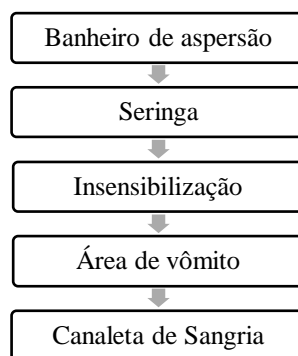 Banheiro de aspersão
Seringa
Insensibilização
Área de vômito
Canaleta de Sangria